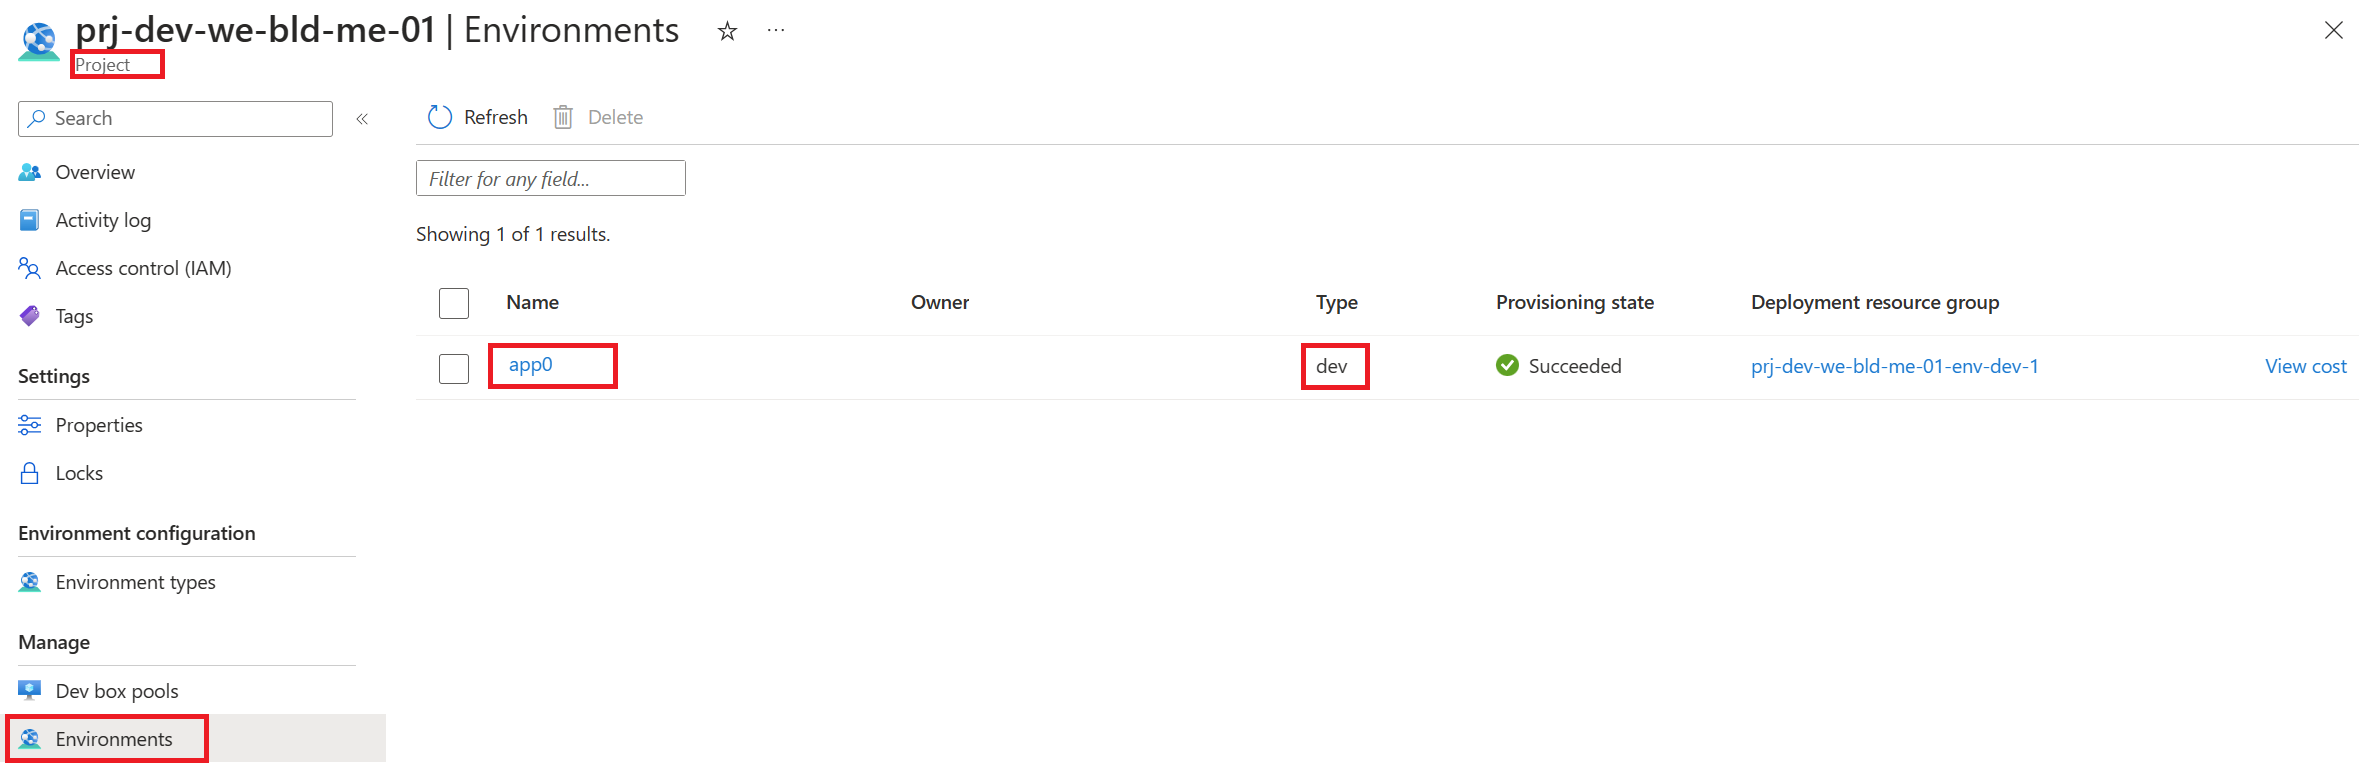 prj-dev-we-bld-me-01 | Environments
Project
Search
Overview
Activity log
Access control (IAM)
Tags
Settings
Properties
Locks
Environment configuration
Environment types
Manage
Dev box pools
Environments
Refresh Delete
Filter for any field...
Showing 1 of 1 results.
Name Owner Type Provisioning state Deployment resource group
app0 dev Succeeded prj-dev-we-bld-me-01-env-dev-1 View cost